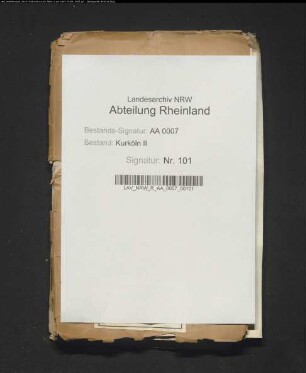 Landesarchiv NRW
Abteilung Rheinland
Bestands-Signatur: AA 0007
Bestand: Kurköln II
Signatur: Nr. 101
LAV_NRW_R_AA_0007_00101